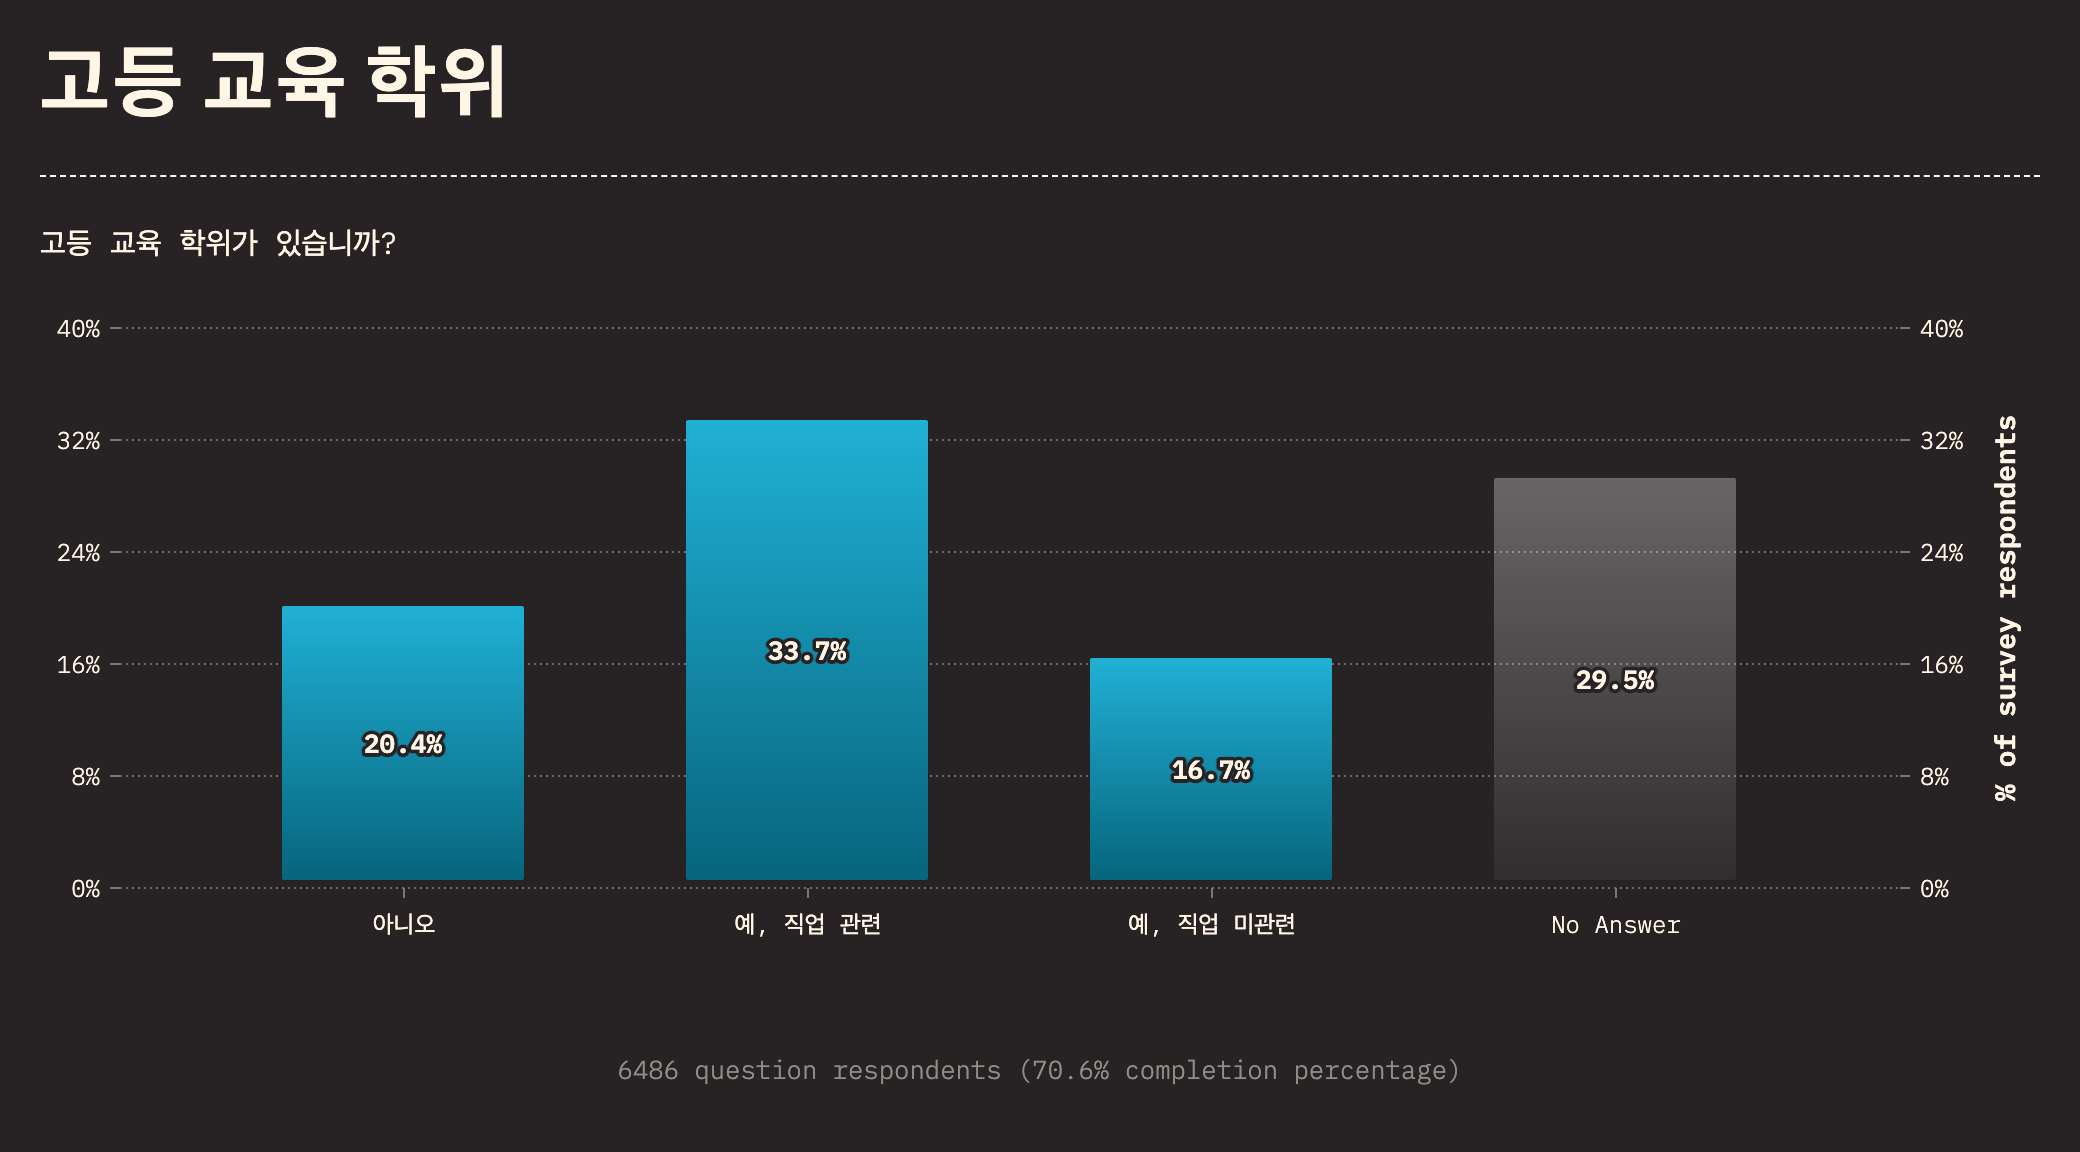 고등 교육 학위
고등 교육 학위가 있습니까?
40% 40%
32% 32%
24% 24%
16% 16%
8% 8%
0% 0%
20.4%
33.7%
16.7%
29.5%
아니오
예, 직업 관련
예, 직업 미관련
No Answer
% of survey respondents
6486 question respondents (70.6% completion percentage)